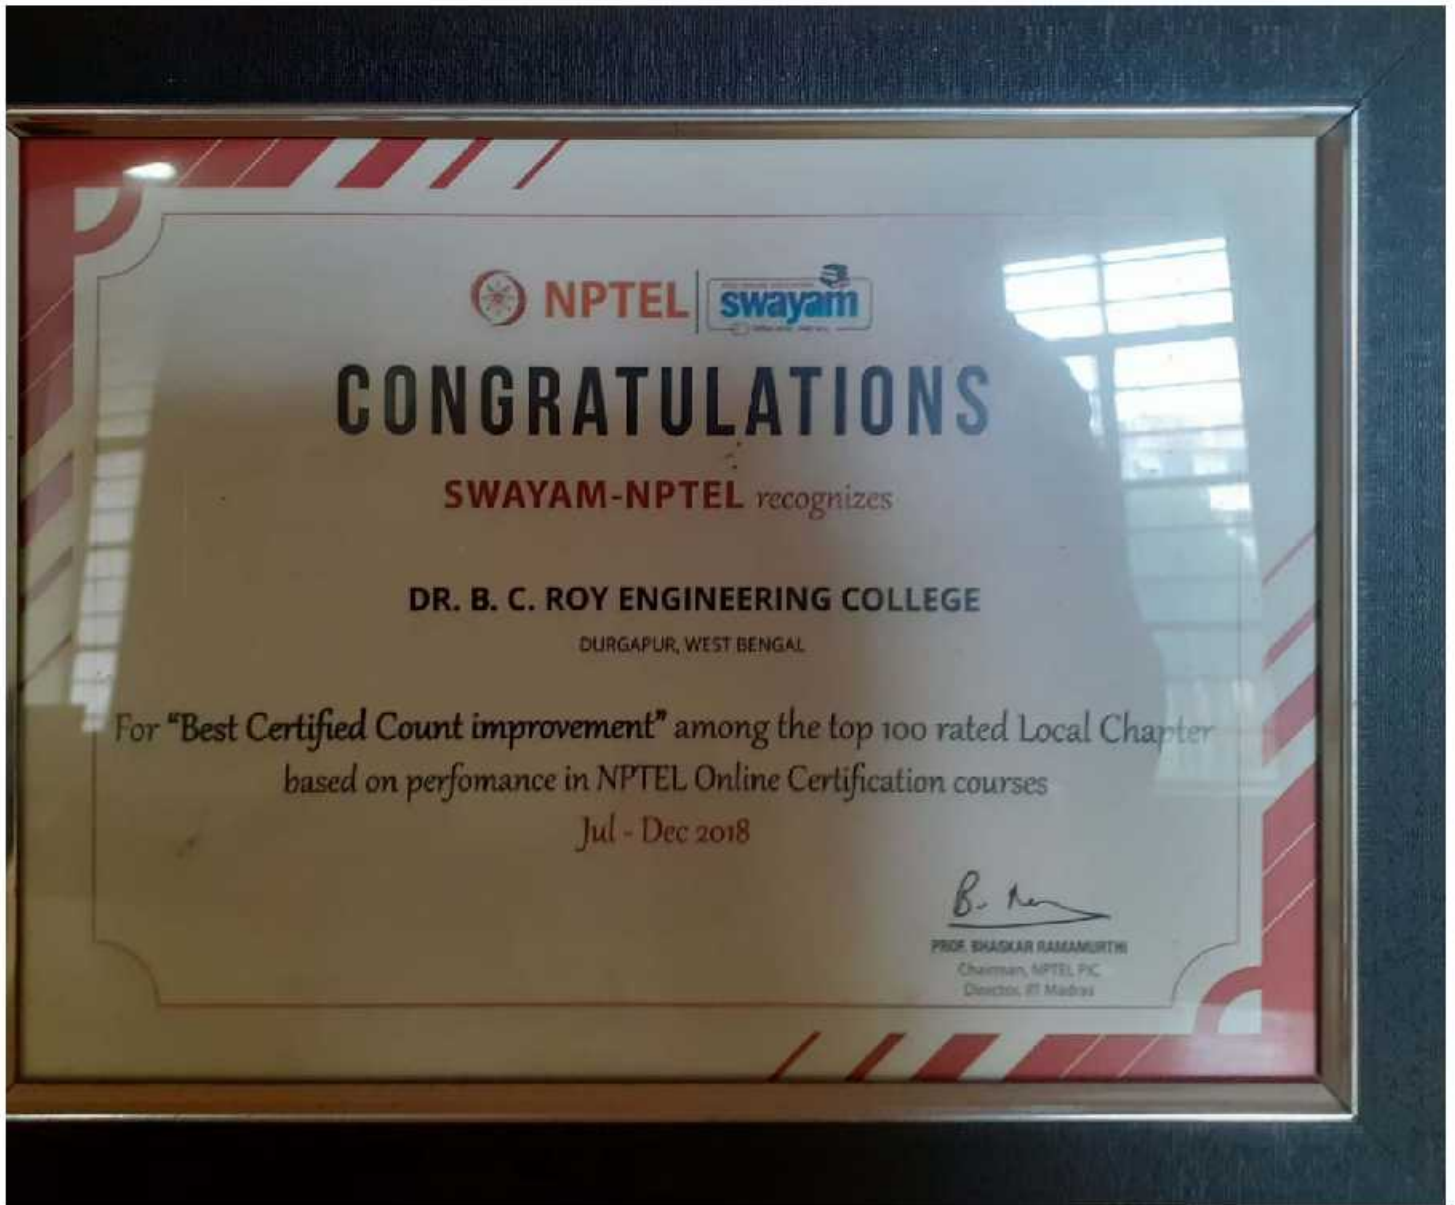 NPTEL swayam
CONGRATULATIONS
SWAYAM-NPTEL recognizes
DR. B. C. ROY ENGINEERING COLLEGE
DURGAPUR, WEST BENGAL
For “Best Certified Count improvement” among the top 100 rated Local Chapter
based on perfomance in NPTEL Online Certification courses
Jul - Dec 2018
PROF. BHASKAR RAMAMURTHI
Chairman, NPTEL PIC
Director, IIT Madras